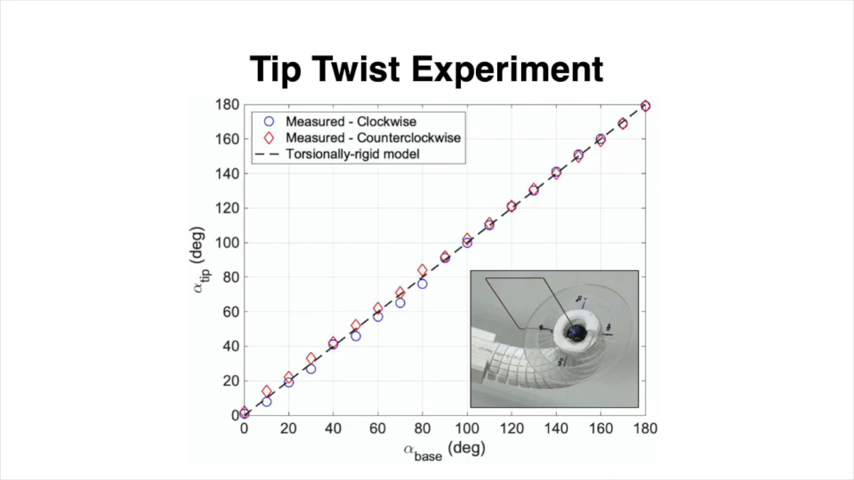 Tip Twist Experiment
Measured - Clockwise
Measured - Counterclockwise
Torsionally-rigid model
180
160
140
120
100
80
60
40
20
0
α_tip (deg)
0 20 40 60 80 100 120 140 160 180
α_base (deg)